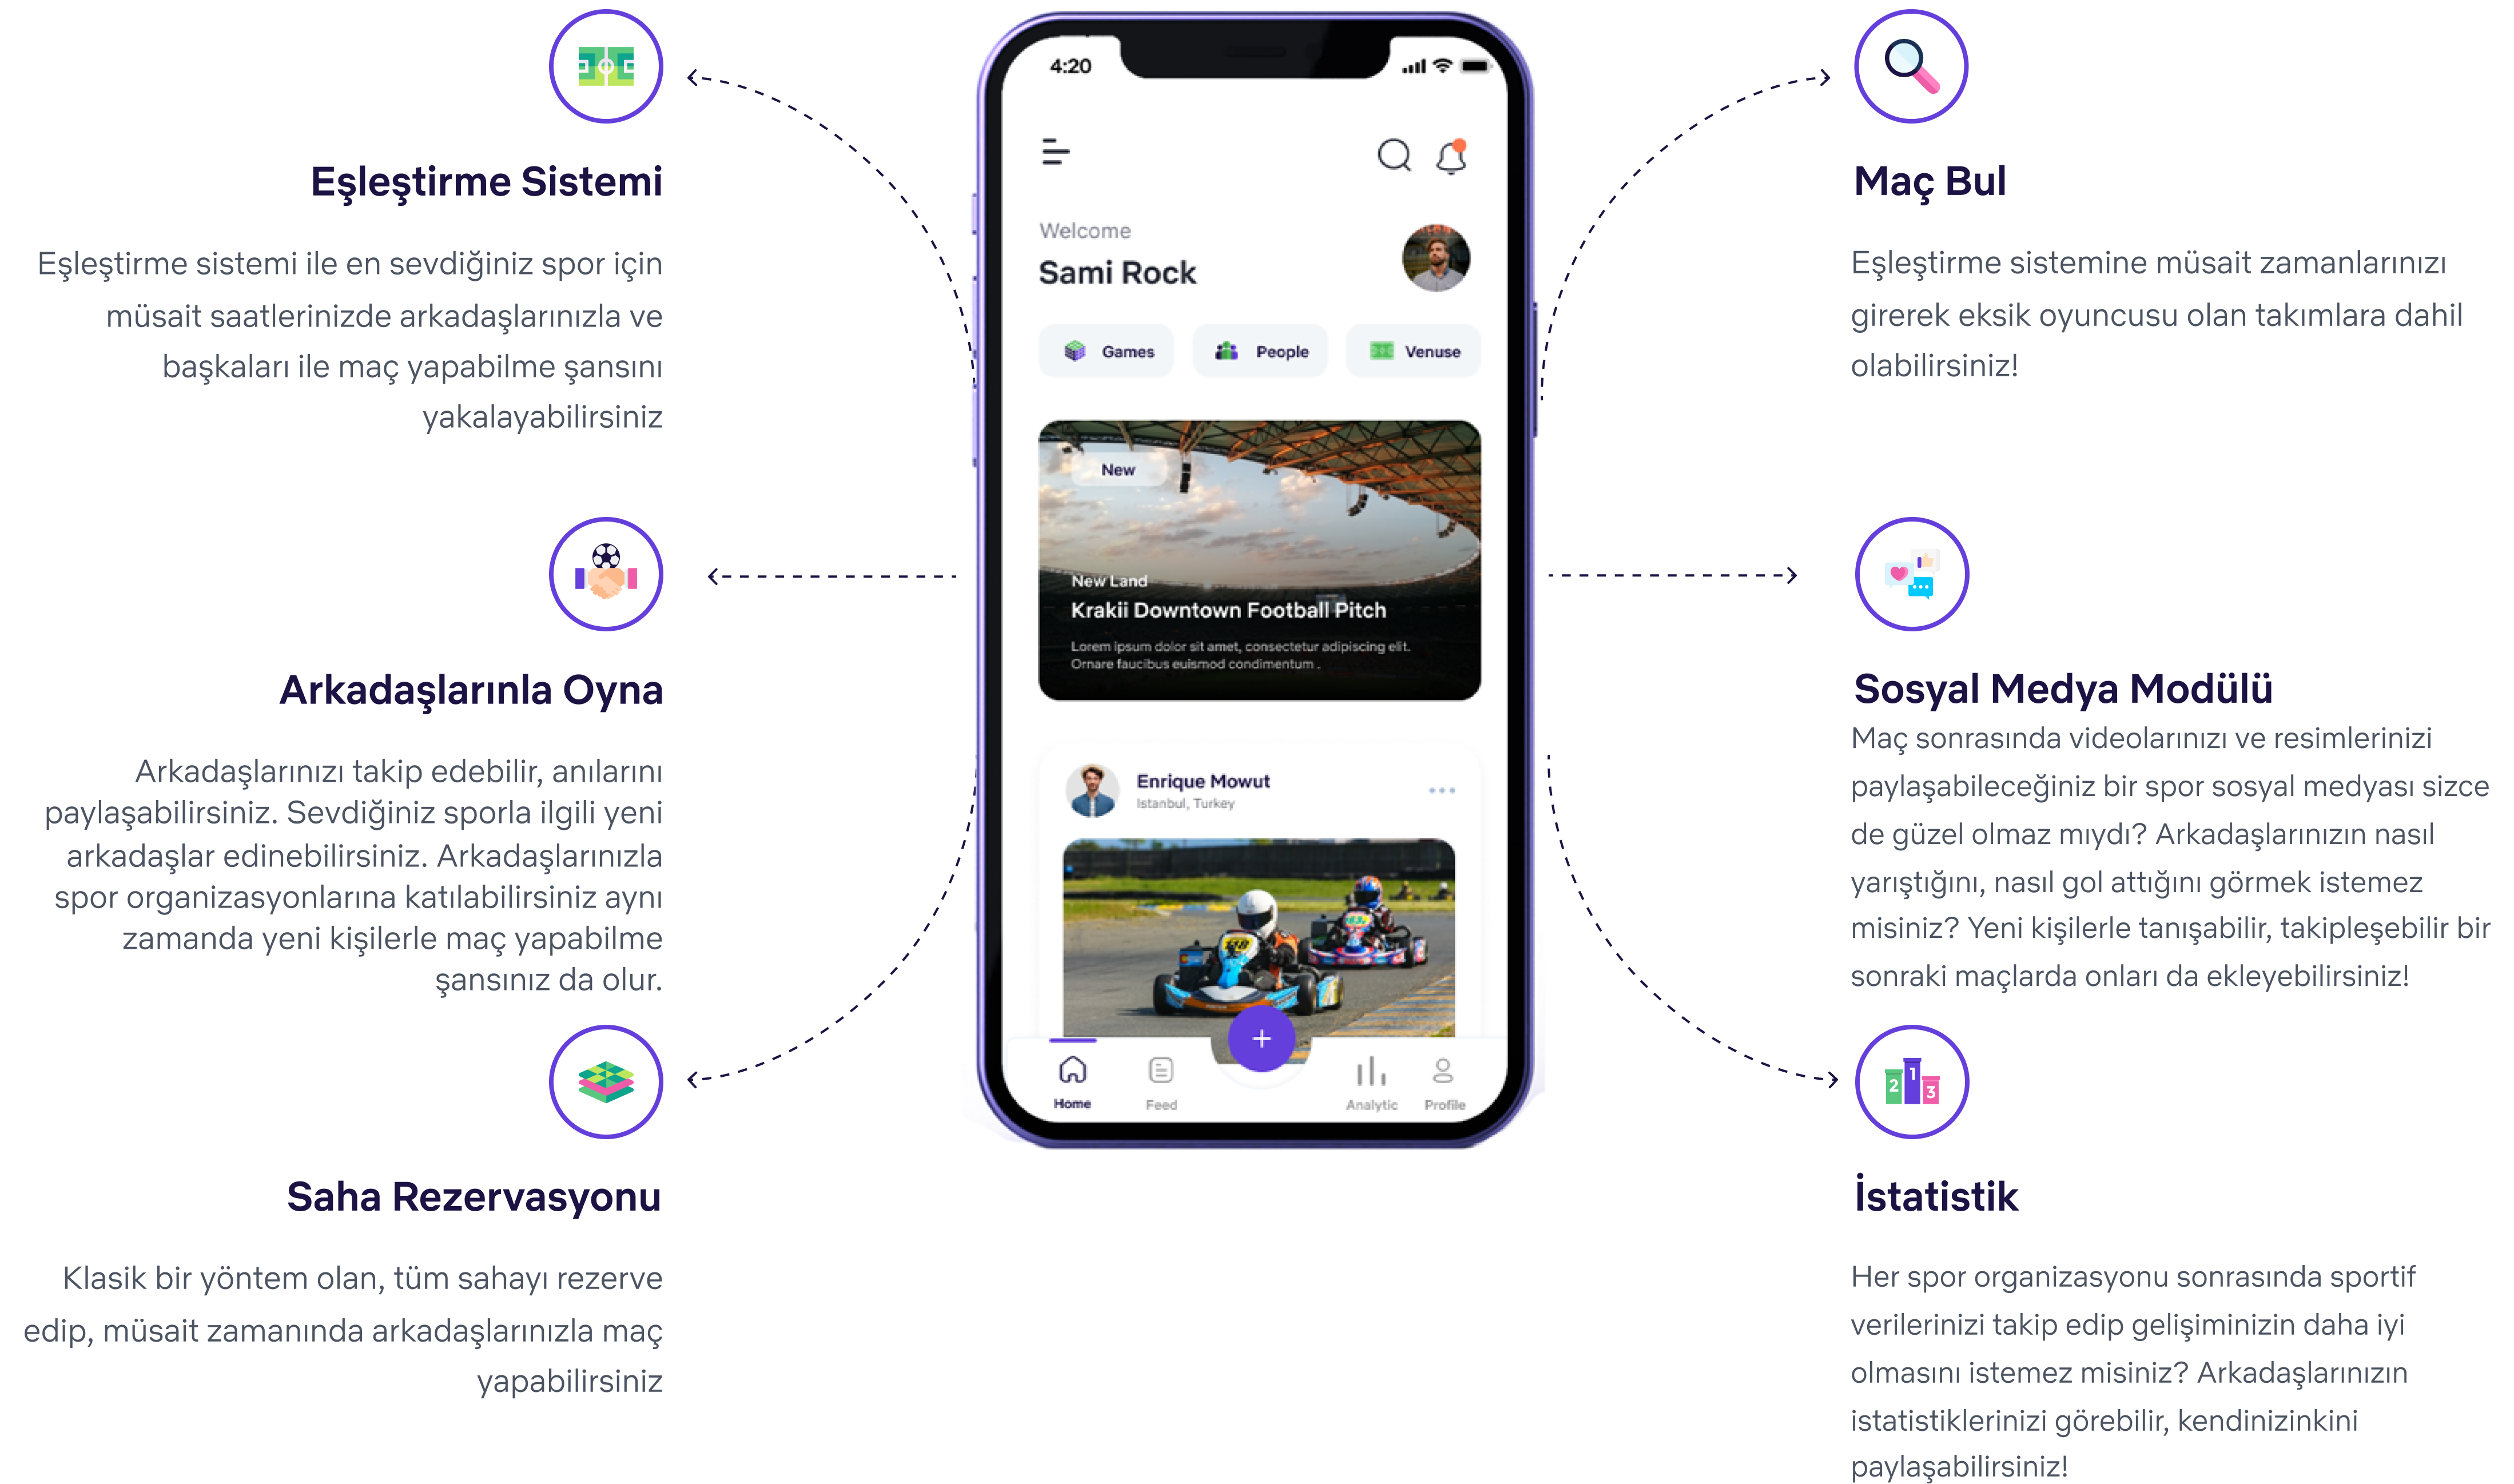 Eşleştirme Sistemi
Eşleştirme sistemi ile en sevdiğiniz spor için
müsait saatlerinizde arkadaşlarınızla ve
başkaları ile maç yapabilme şansını
yakalayabilirsiniz
Arkadaşlarınla Oyna
Arkadaşlarınızı takip edebilir, anılarını
paylaşabilirsiniz. Sevdiğiniz sporla ilgili yeni
arkadaşlar edinebilirsiniz. Arkadaşlarınızla
spor organizasyonlarına katılabilirsiniz aynı
zamanda yeni kişilerle maç yapabilme
şansınız da olur.
Saha Rezervasyonu
Klasik bir yöntem olan, tüm sahayı rezerve
edip, müsait zamanında arkadaşlarınızla maç
yapabilirsiniz
4:20
Welcome
Sami Rock
Games
People
Venuse
New
New Land
Krakii Downtown Football Pitch
Lorem ipsum dolor sit amet, consectetur adipiscing elit.
Ornare faucibus euismod condimentum .
Enrique Mowut
Istanbul, Turkey
Home
Feed
+
Analytic
Profile
Maç Bul
Eşleştirme sistemine müsait zamanlarınızı
girerek eksik oyuncusu olan takımlara dahil
olabilirsiniz!
Sosyal Medya Modülü
Maç sonrasında videolarınızı ve resimlerinizi
paylaşabileceğiniz bir spor sosyal medyası sizce
de güzel olmaz mıydı? Arkadaşlarınızın nasıl
yarıştığını, nasıl gol attığını görmek istemez
misiniz? Yeni kişilerle tanışabilir, takipleşebilir bir
sonraki maçlarda onları da ekleyebilirsiniz!
2 1 3
İstatistik
Her spor organizasyonu sonrasında sportif
verilerinizi takip edip gelişiminizin daha iyi
olmasını istemez misiniz? Arkadaşlarınızın
istatistiklerinizi görebilir, kendinizinkini
paylaşabilirsiniz!